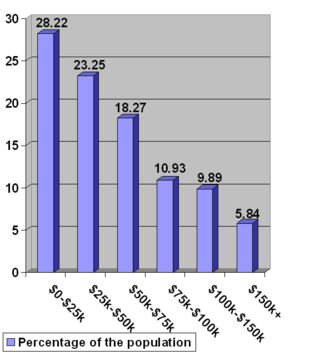 30
25
20
15
10
5
0
28.22
23.25
18.27
10.93
9.89
5.84
$0-$25k
$25k-$50k
$50k-$75k
$75k-$100k
$100k-$150k
$150k+
Percentage of the population